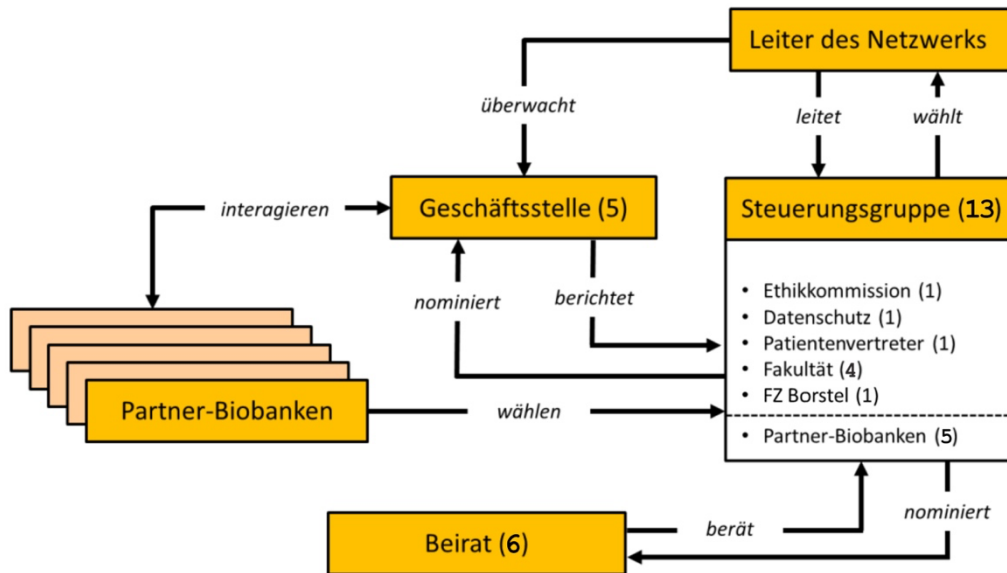 Leiter des Netzwerks
überwacht
leitet
wählt
interagieren
Geschäftsstelle (5)
Steuerungsgruppe (13)
nominiert
berichtet
• Ethikkommission (1)
• Datenschutz (1)
• Patientenvertreter (1)
• Fakultät (4)
• FZ Borstel (1)
Partner-Biobanken
wählen
• Partner-Biobanken (5)
Beirat (6)
berät
nominiert